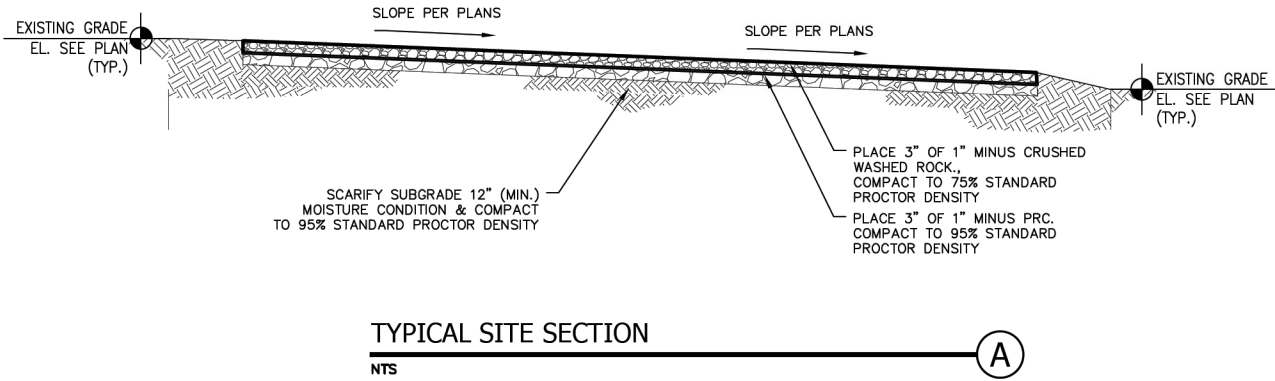 SLOPE PER PLANS
SLOPE PER PLANS
EXISTING GRADE
EL. SEE PLAN
(TYP.)
EXISTING GRADE
EL. SEE PLAN
(TYP.)
PLACE 3" OF 1" MINUS CRUSHED
WASHED ROCK.,
COMPACT TO 75% STANDARD
PROCTOR DENSITY
SCARIFY SUBGRADE 12" (MIN.)
MOISTURE CONDITION & COMPACT
TO 95% STANDARD PROCTOR DENSITY
PLACE 3" OF 1" MINUS PRC.
COMPACT TO 95% STANDARD
PROCTOR DENSITY
TYPICAL SITE SECTION
A
NTS